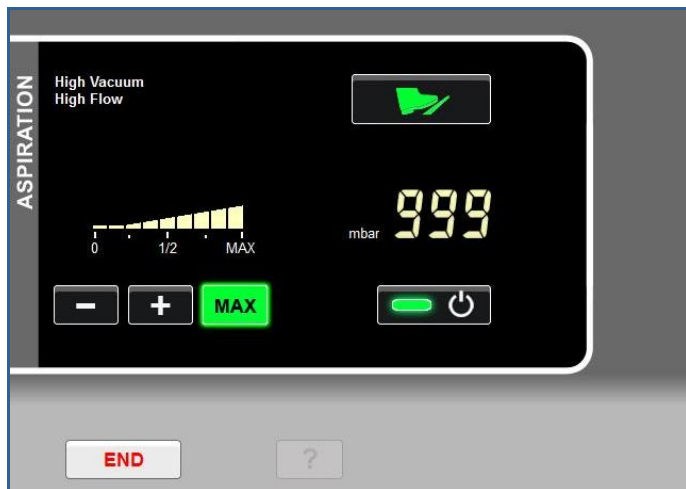 ASPIRATION
High Vacuum
High Flow
mbar 999
0 1/2 MAX
- + MAX
END ?